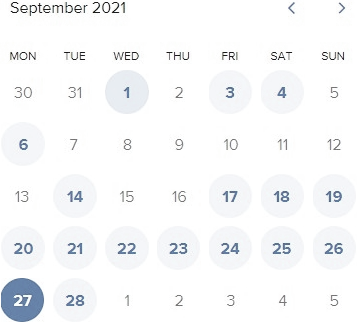 September 2021
MON TUE WED THU FRI SAT SUN
30 31 1 2 3 4 5
6 7 8 9 10 11 12
13 14 15 16 17 18 19
20 21 22 23 24 25 26
27 28 1 2 3 4 5